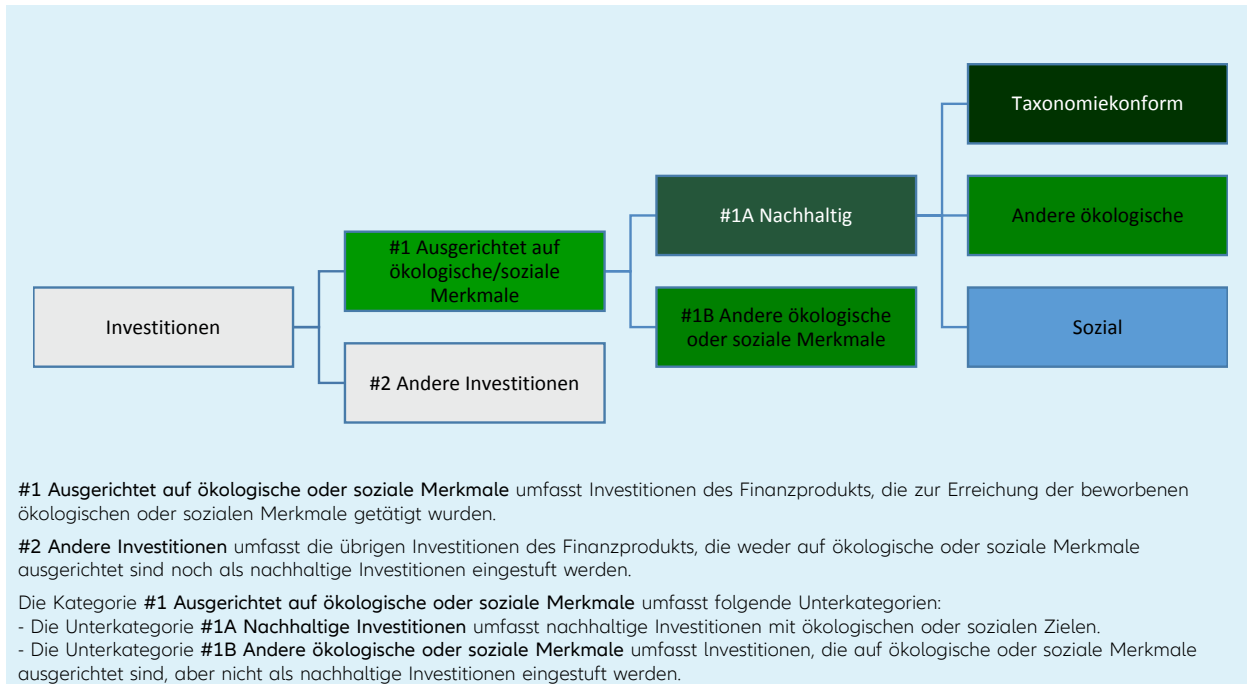 Taxonomiekonform
#1A Nachhaltig
Andere ökologische
#1 Ausgerichtet auf
ökologische/soziale
Merkmale
Investitionen
#1B Andere ökologische
oder soziale Merkmale
Sozial
#2 Andere Investitionen
#1 Ausgerichtet auf ökologische oder soziale Merkmale umfasst Investitionen des Finanzprodukts, die zur Erreichung der beworbenen
ökologischen oder sozialen Merkmale getätigt wurden.
#2 Andere Investitionen umfasst die übrigen Investitionen des Finanzprodukts, die weder auf ökologische oder soziale Merkmale
ausgerichtet sind noch als nachhaltige Investitionen eingestuft werden.
Die Kategorie #1 Ausgerichtet auf ökologische oder soziale Merkmale umfasst folgende Unterkategorien:
- Die Unterkategorie #1A Nachhaltige Investitionen umfasst nachhaltige Investitionen mit ökologischen oder sozialen Zielen.
- Die Unterkategorie #1B Andere ökologische oder soziale Merkmale umfasst Investitionen, die auf ökologische oder soziale Merkmale
ausgerichtet sind, aber nicht als nachhaltige Investitionen eingestuft werden.